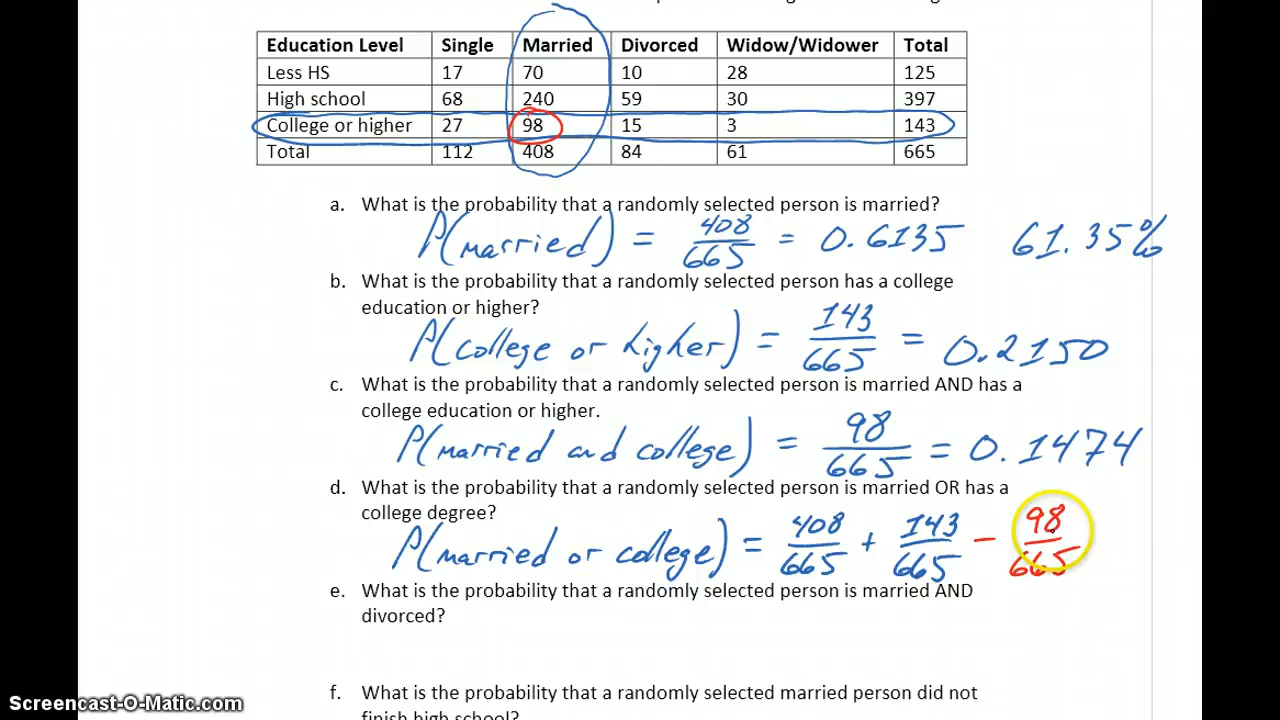 Education Level Single Married Divorced Widow/Widower Total
Less HS 17 70 10 28 125
High school 68 240 59 30 397
College or higher 27 98 15 3 143
Total 112 408 84 61 665
a. What is the probability that a randomly selected person is married?
P(married) = 408/665 = 0.6135 61.35%
b. What is the probability that a randomly selected person has a college
education or higher?
P(college or higher) = 143/665 = 0.2150
c. What is the probability that a randomly selected person is married AND has a
college education or higher.
P(married and college) = 98/665 = 0.1474
d. What is the probability that a randomly selected person is married OR has a
college degree?
P(married or college) = 408/665 + 143/665 - 98/665
e. What is the probability that a randomly selected person is married AND
divorced?
f. What is the probability that a randomly selected married person did not
finish high school?
Screencast-O-Matic.com